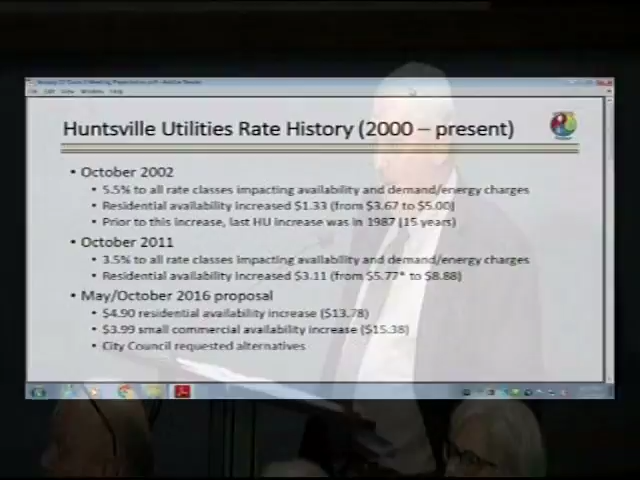 Huntsville Utilities Rate History (2000 – present)
• October 2002
• 5.5% to all rate classes impacting availability and demand/energy charges
• Residential availability increased $1.33 (from $3.67 to $5.00)
• Prior to this increase, last HU increase was in 1987 (15 years)
• October 2011
• 3.5% to all rate classes impacting availability and demand/energy charges
• Residential availability increased $3.11 (from $5.77* to $8.88)
• May/October 2016 proposal
• $4.90 residential availability increase ($13.78)
• $3.99 small commercial availability increase ($15.38)
• City Council requested alternatives